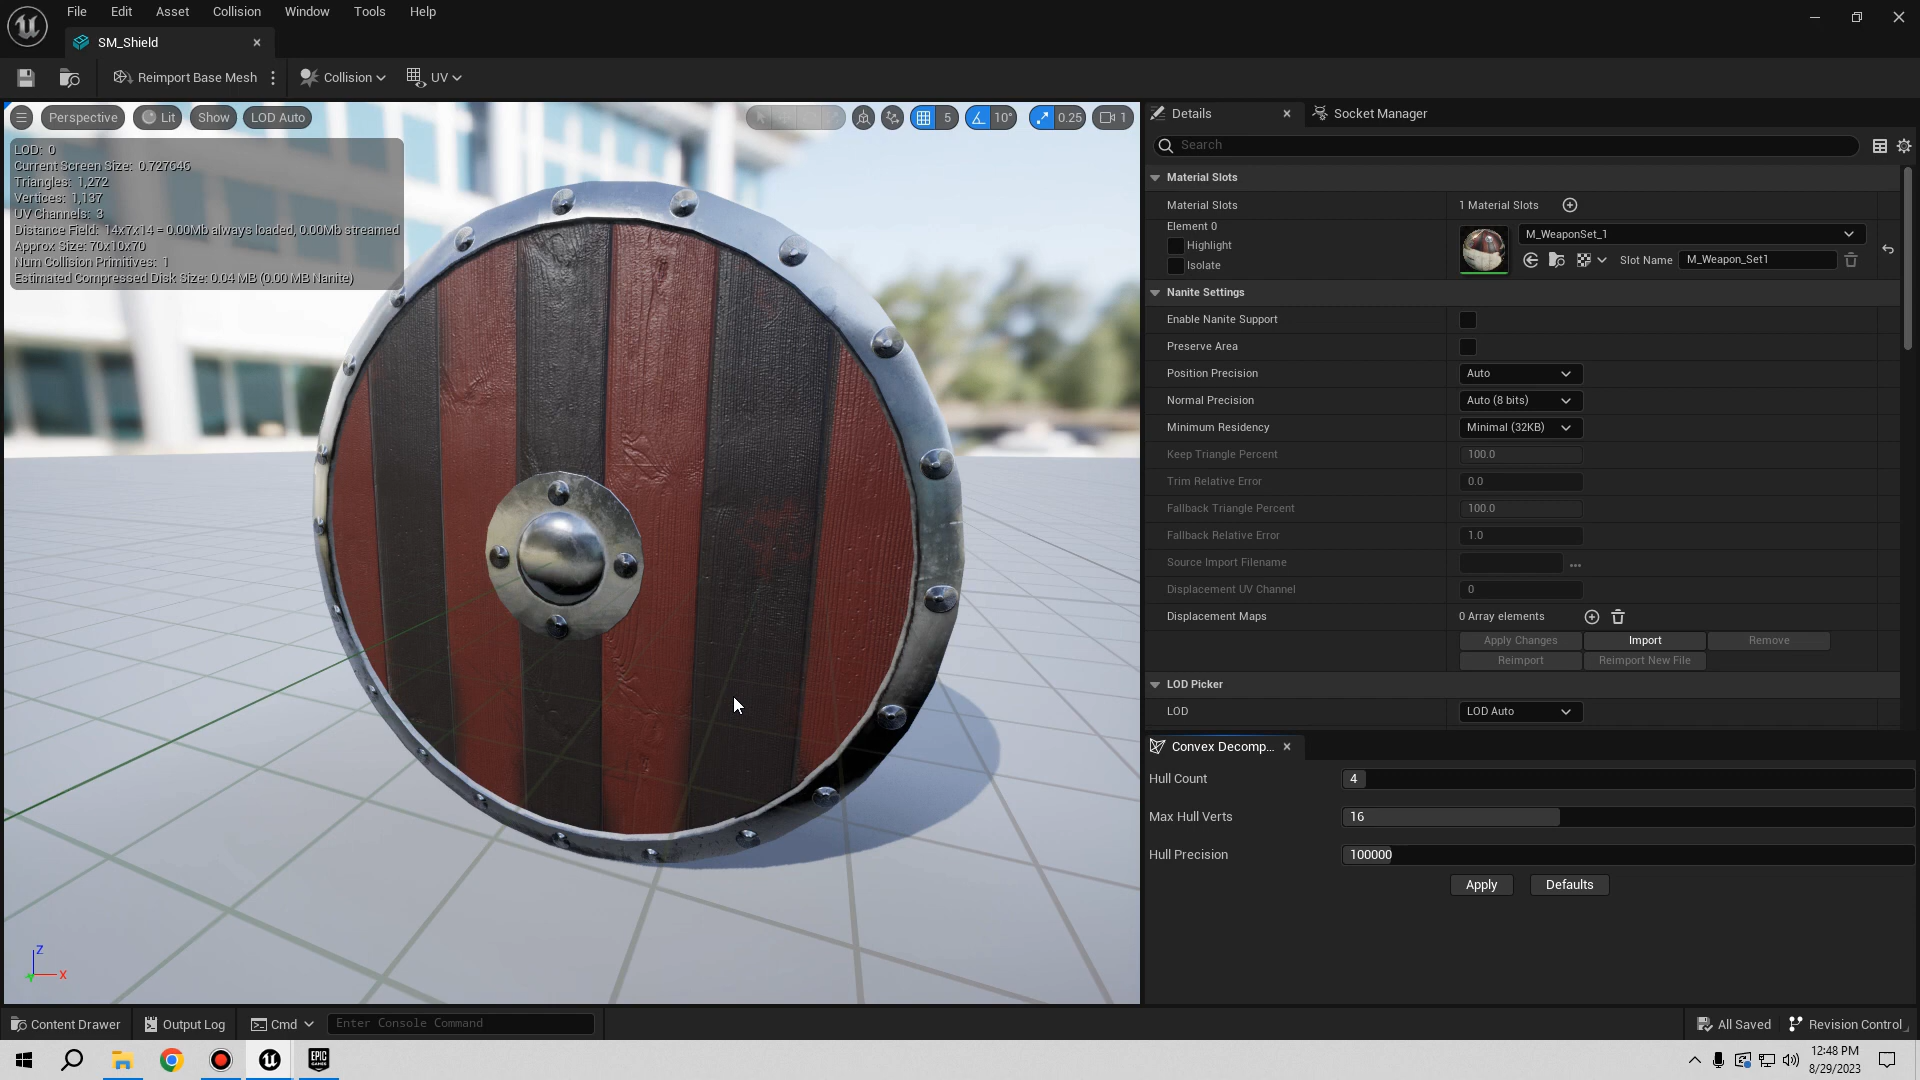 File Edit Asset Collision Window Tools Help
SM_Shield
Reimport Base Mesh Collision UV
Perspective Lit Show LOD Auto 5 10° 0.25 1
LOD: 0
Current Screen Size: 0.727646
Triangles: 1,272
Vertices: 1,137
UV Channels: 3
Distance Field: 14x7x14 = 0.00Mb always loaded, 0.00Mb streamed
Approx Size: 70x10x70
Num Collision Primitives: 1
Estimated Compressed Disk Size: 0.04 MB (0.00 MB Nanite)
Z
X
Details Socket Manager
Search
Material Slots
Material Slots 1 Material Slots
Element 0 M_WeaponSet_1
Highlight
Isolate Slot Name M_Weapon_Set1
Nanite Settings
Enable Nanite Support
Preserve Area
Position Precision Auto
Normal Precision Auto (8 bits)
Minimum Residency Minimal (32KB)
Keep Triangle Percent 100.0
Trim Relative Error 0.0
Fallback Triangle Percent 100.0
Fallback Relative Error 1.0
Source Import Filename ...
Displacement UV Channel 0
Displacement Maps 0 Array elements
Apply Changes Import Remove
Reimport Reimport New File
LOD Picker
LOD LOD Auto
Convex Decomp...
Hull Count 4
Max Hull Verts 16
Hull Precision 100000
Apply Defaults
Content Drawer Output Log Cmd Enter Console Command All Saved Revision Control
EPIC GAMES
12:48 PM
8/29/2023